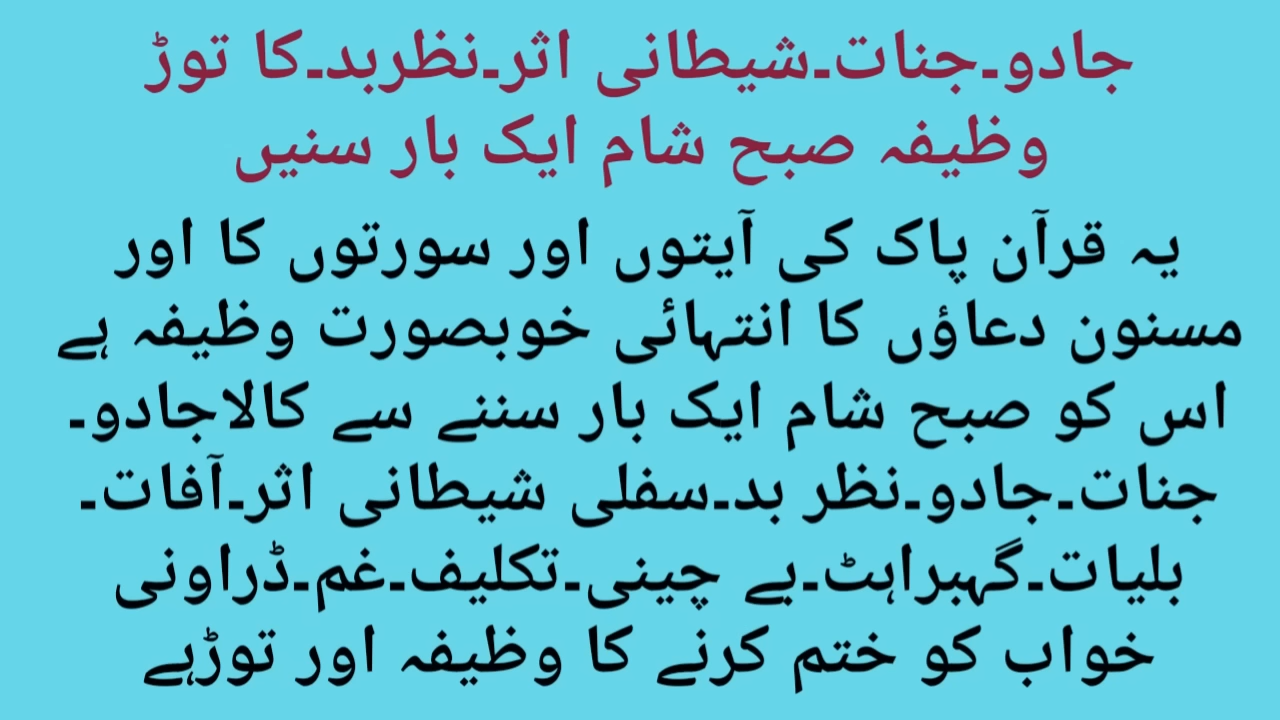 جادو۔جنات۔شیطانی اثر۔نظربد۔کا توڑ
وظیفہ صبح شام ایک بار سنیں
یہ قرآن پاک کی آیتوں اور سورتوں کا اور
مسنون دعاؤں کا انتہائی خوبصورت وظیفہ ہے
اس کو صبح شام ایک بار سننے سے کالاجادو۔
جنات۔جادو۔نظر بد۔سفلی شیطانی اثر۔آفات۔
بلیات۔گہبراہٹ۔بے چینی۔تکلیف۔غم۔ڈراونی
خواب کو ختم کرنے کا وظیفہ اور توڑہے